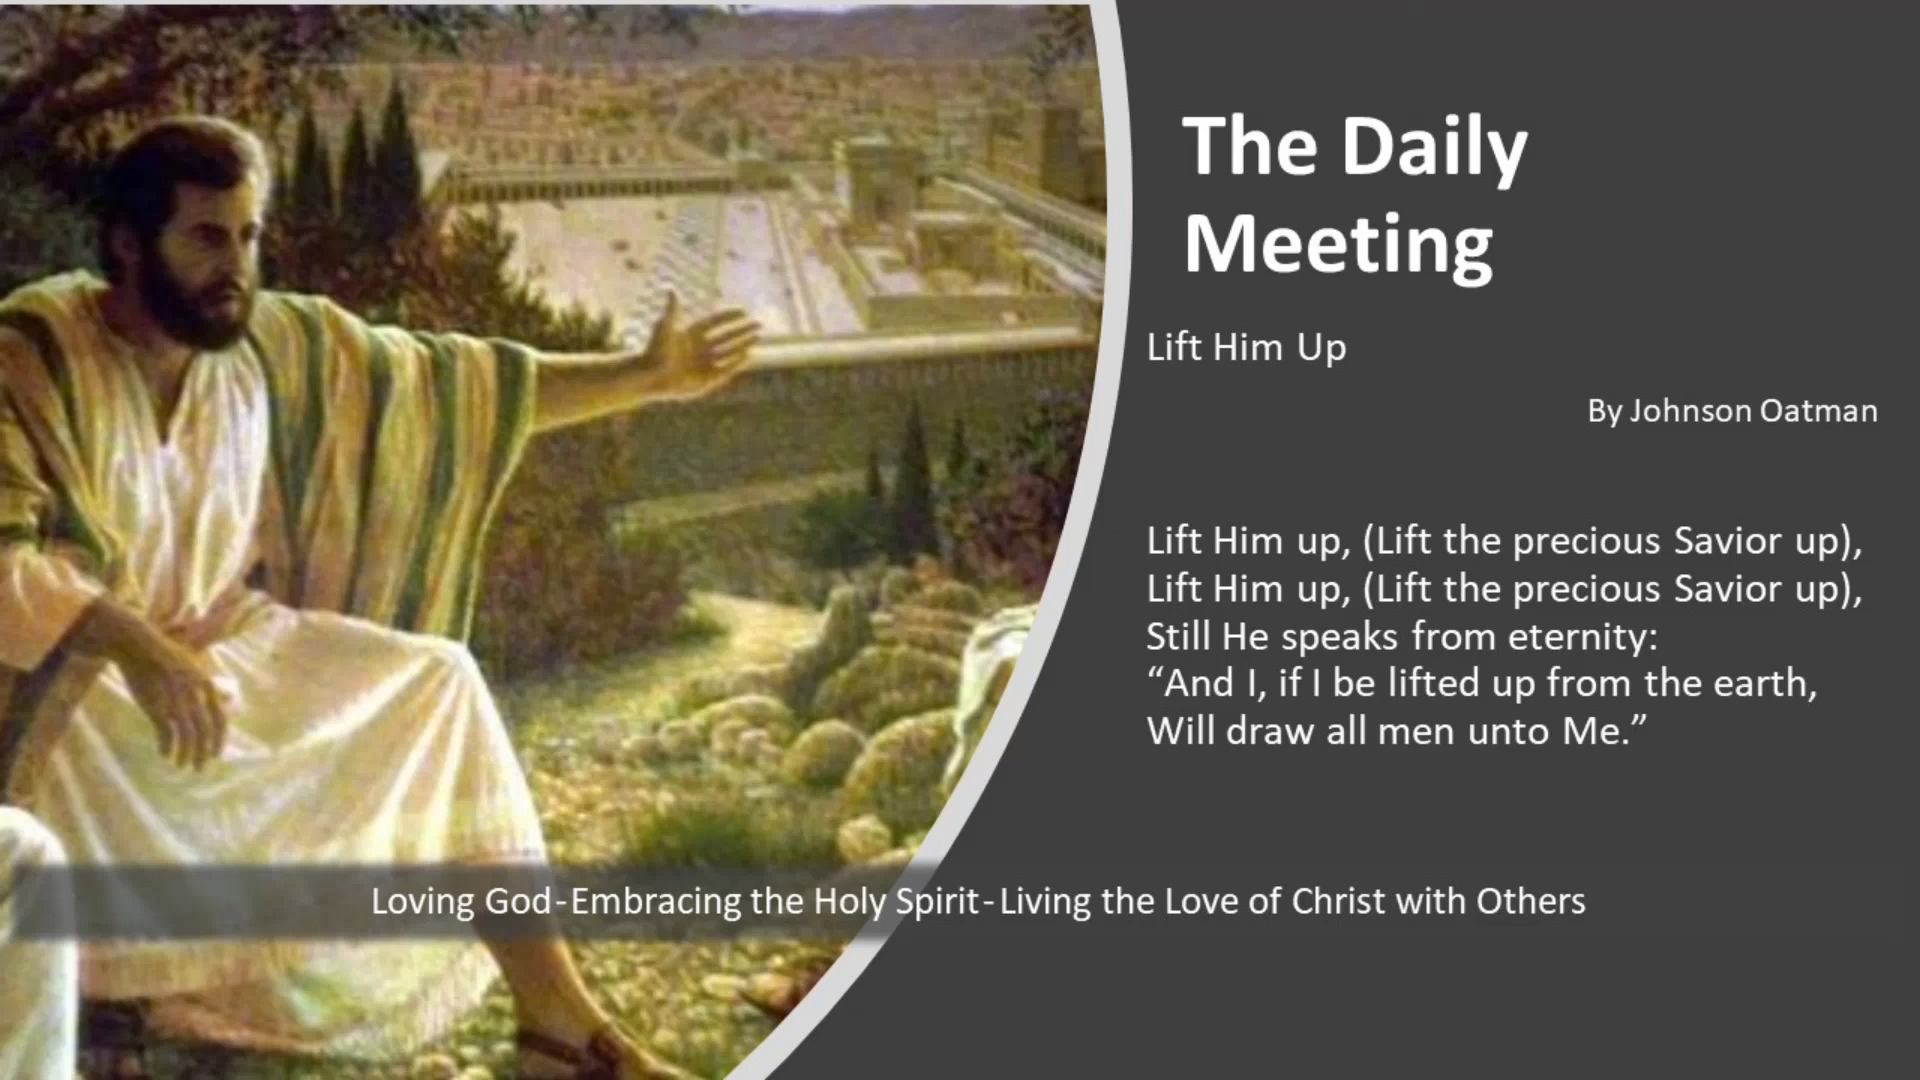 The Daily
Meeting
Lift Him Up
By Johnson Oatman
Lift Him up, (Lift the precious Savior up),
Lift Him up, (Lift the precious Savior up),
Still He speaks from eternity:
“And I, if I be lifted up from the earth,
Will draw all men unto Me.”
Loving God-Embracing the Holy Spirit-Living the Love of Christ with Others